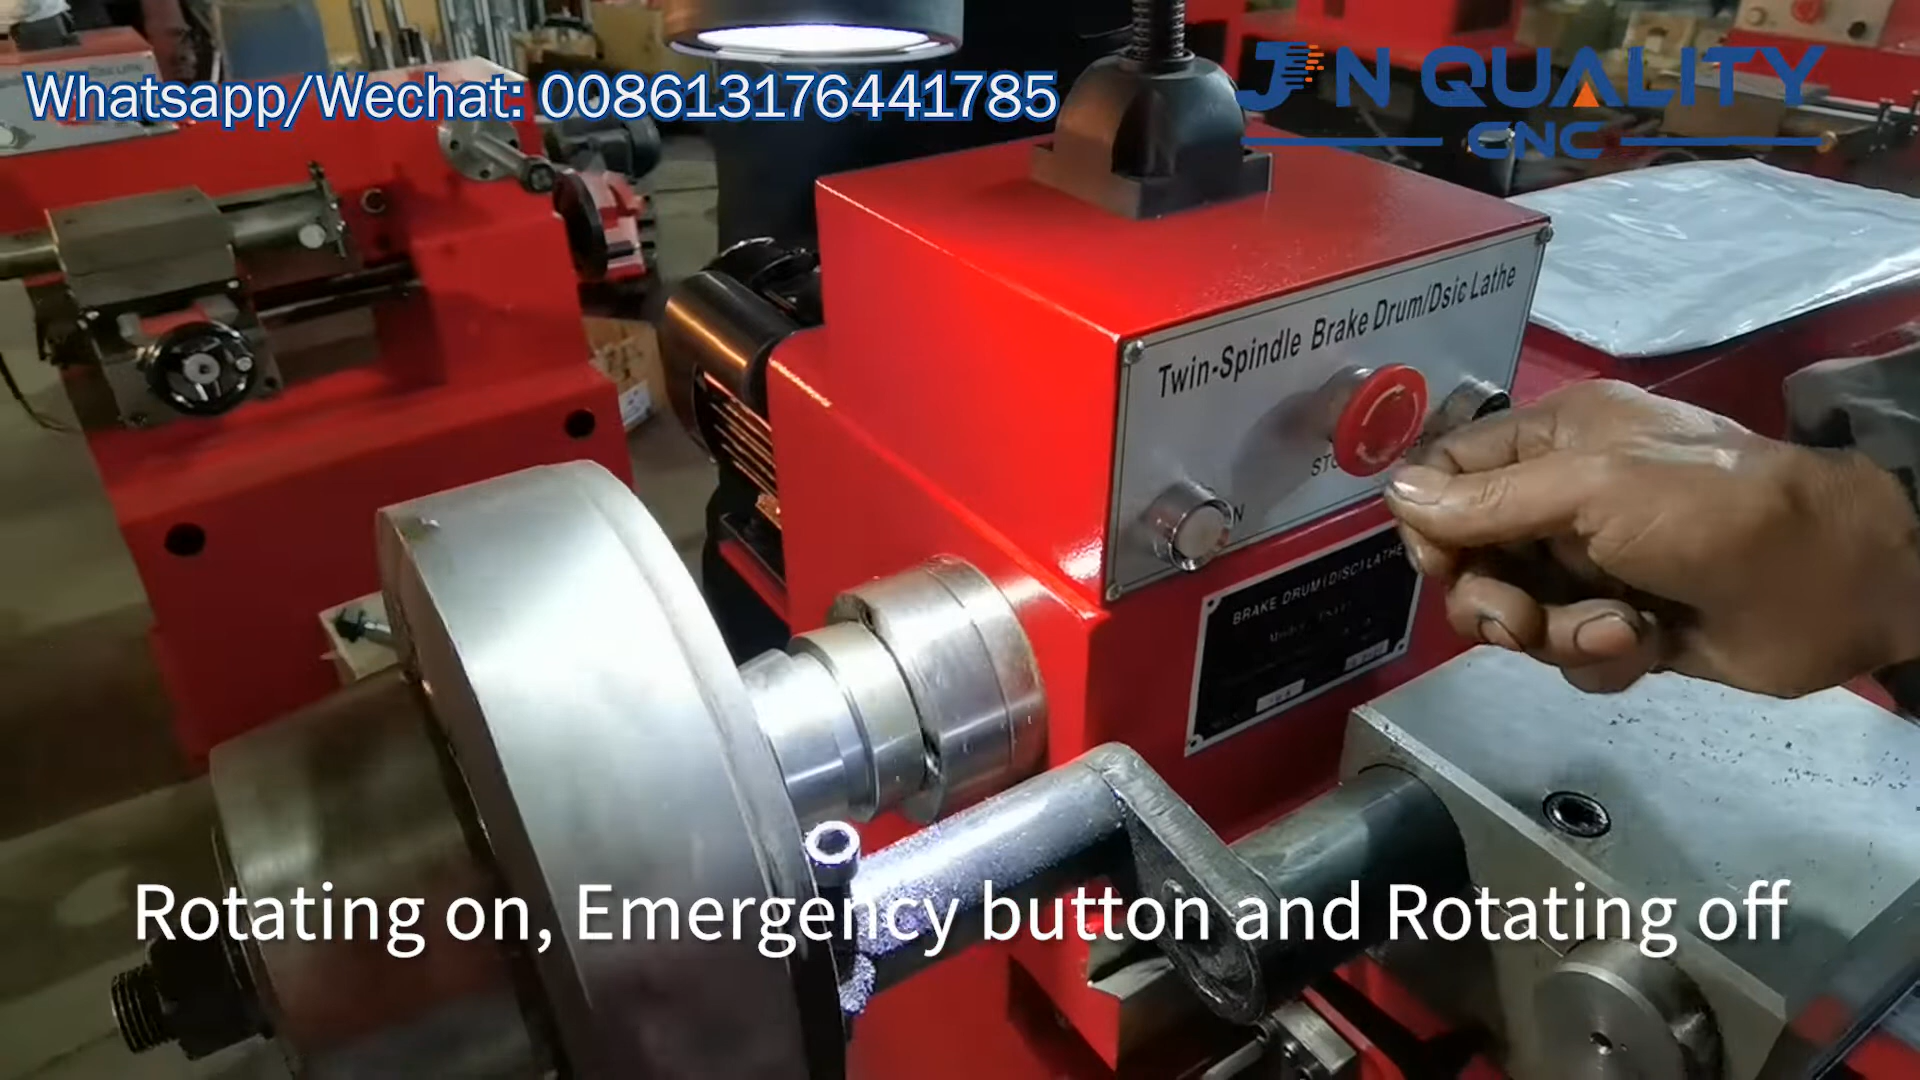 Whatsapp/Wechat: 008613176441785
JN QUALITY
CNC
Twin-Spindle Brake Drum/Dsic Lathe
BRAKE DRUM(DISC)LATHE
Rotating on, Emergency button and Rotating off